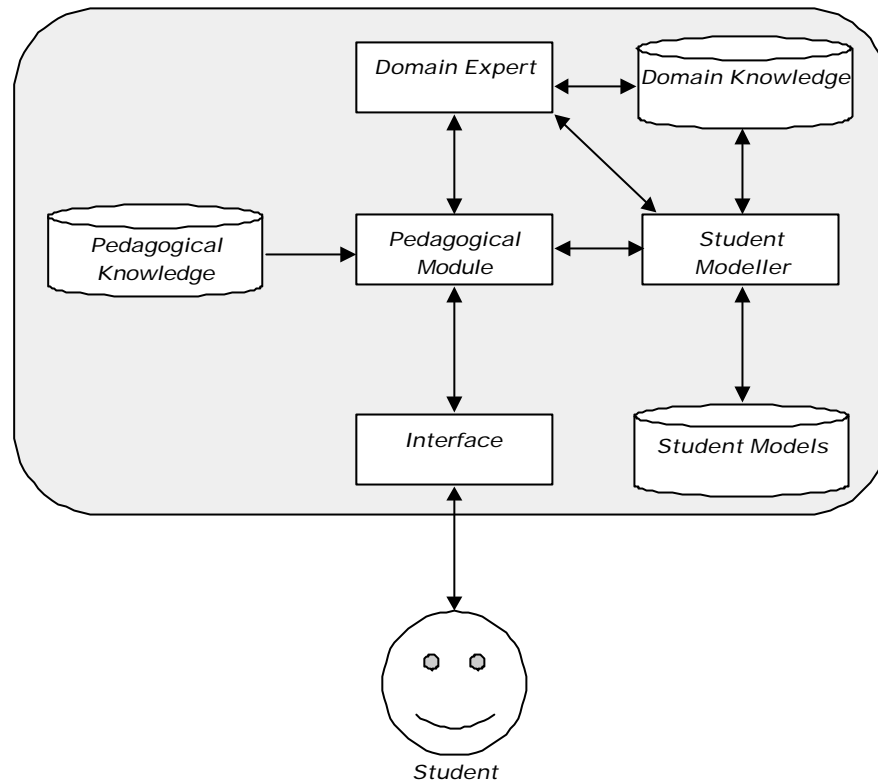 Domain Expert
Domain Knowledge
Pedagogical
Knowledge
Pedagogical
Module
Student
Modeller
Interface
Student Models
Student